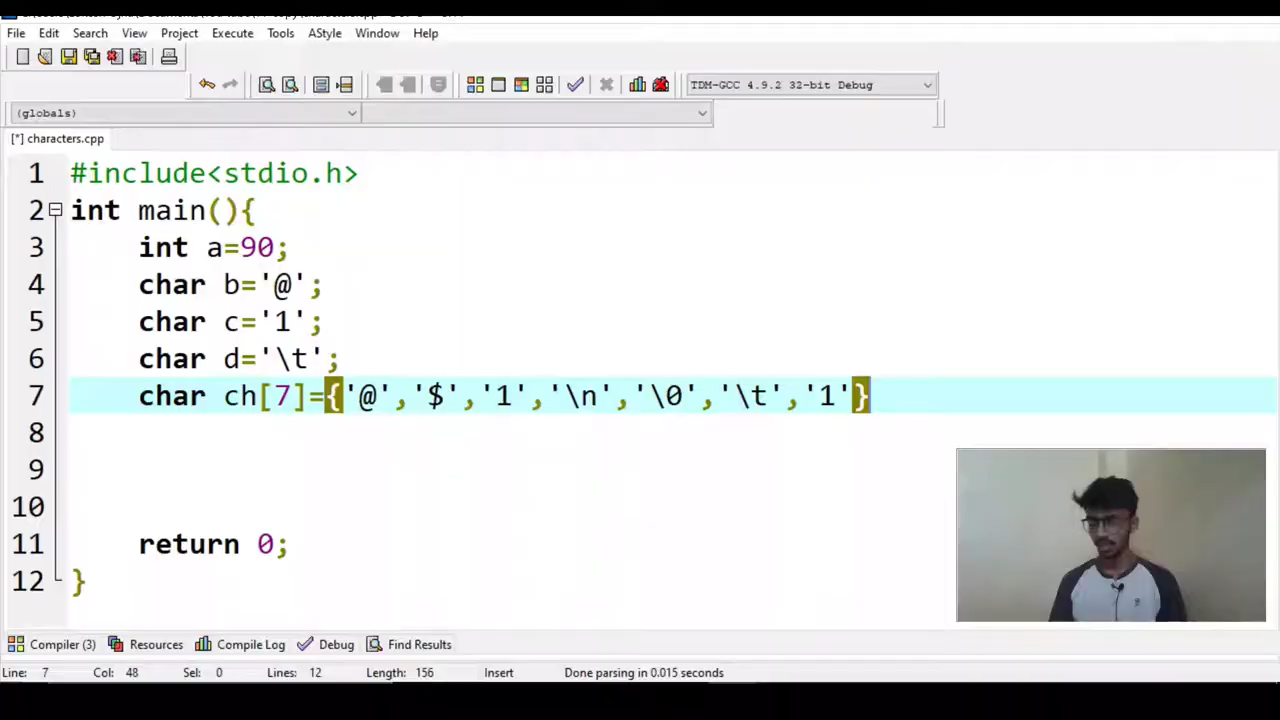 File Edit Search View Project Execute Tools AStyle Window Help
TDM-GCC 4.9.2 32-bit Debug
(globals)
[*] characters.cpp
1 #include<stdio.h>
2 int main(){
3 int a=90;
4 char b='@';
5 char c='1';
6 char d='\t';
7 char ch[7]={'@','$','1','\n','\0','\t','1'}
8
9
10
11 return 0;
12 }
Compiler (3) Resources Compile Log Debug Find Results
Line: 7 Col: 48 Sel: 0 Lines: 12 Length: 156 Insert Done parsing in 0.015 seconds